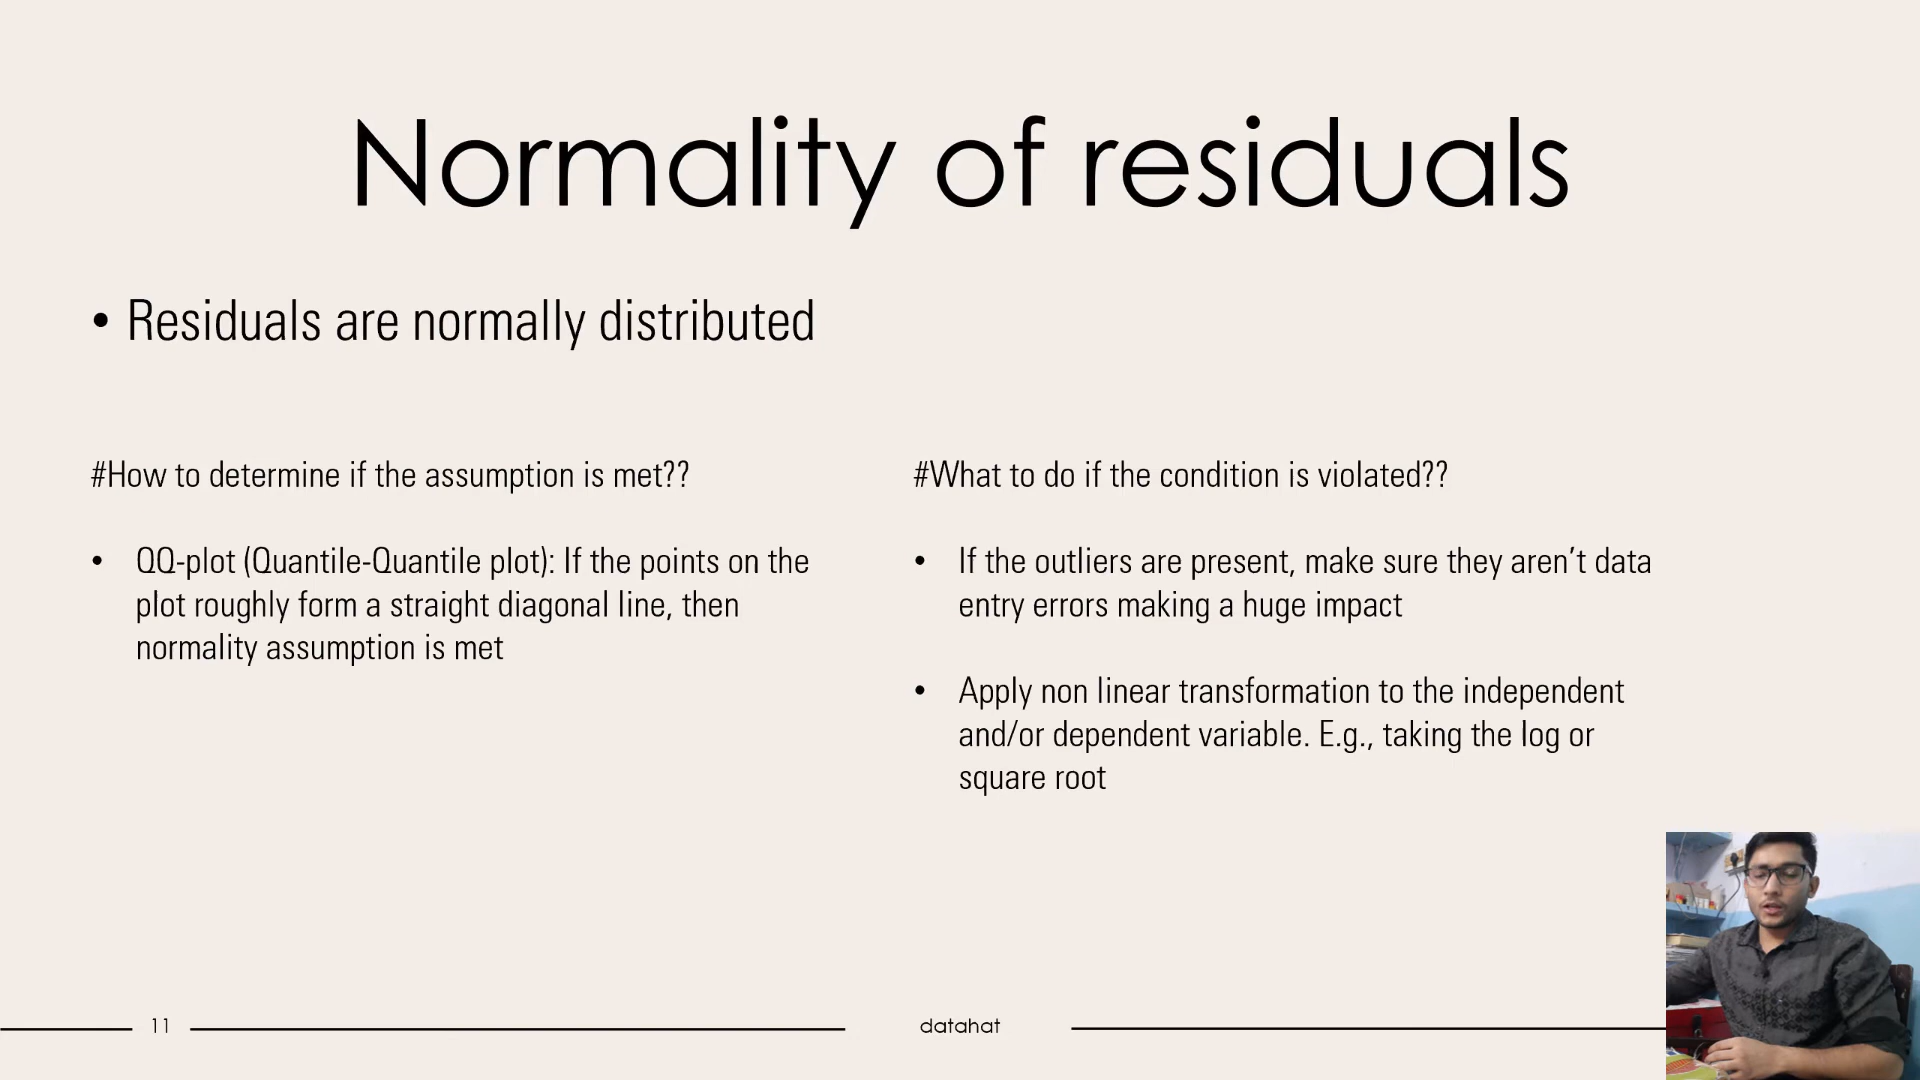 Normality of residuals
• Residuals are normally distributed
#How to determine if the assumption is met??
• QQ-plot (Quantile-Quantile plot): If the points on the
plot roughly form a straight diagonal line, then
normality assumption is met
#What to do if the condition is violated??
• If the outliers are present, make sure they aren’t data
entry errors making a huge impact
• Apply non linear transformation to the independent
and/or dependent variable. E.g., taking the log or
square root
11
datahat